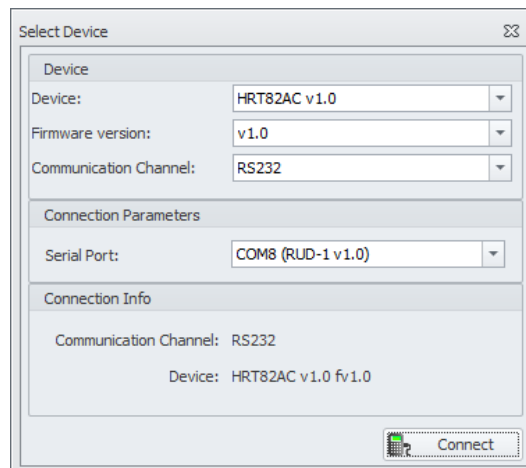 Select Device
Device
Device: HRT82AC v1.0
Firmware version: v1.0
Communication Channel: RS232
Connection Parameters
Serial Port: COM8 (RUD-1 v1.0)
Connection Info
Communication Channel: RS232
Device: HRT82AC v1.0 fv1.0
Connect